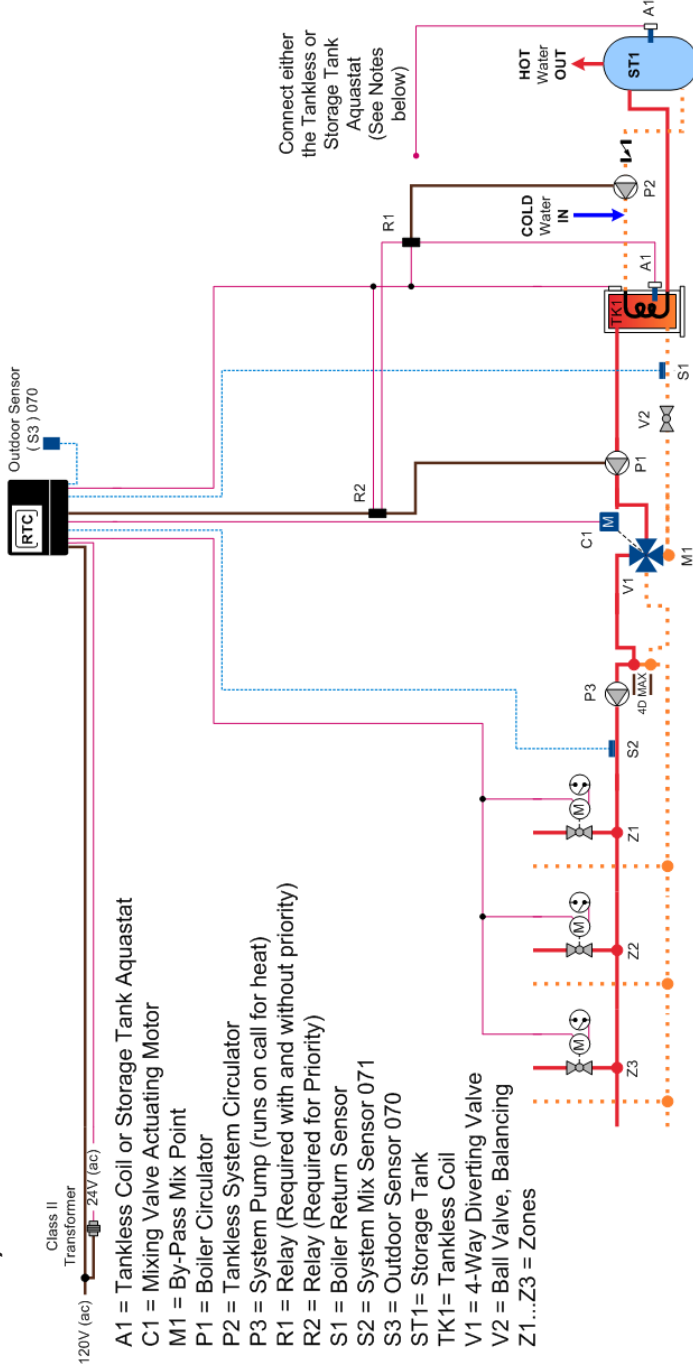 Class II
Transformer
120V (ac)
24V (ac)
A1 = Tankless Coil or Storage Tank Aquastat
C1 = Mixing Valve Actuating Motor
M1 = By-Pass Mix Point
P1 = Boiler Circulator
P2 = Tankless System Circulator
P3 = System Pump (runs on call for heat)
R1 = Relay (Required with and without priority)
R2 = Relay (Required for Priority)
S1 = Boiler Return Sensor
S2 = System Mix Sensor 071
S3 = Outdoor Sensor 070
ST1= Storage Tank
TK1= Tankless Coil
V1 = 4-Way Diverting Valve
V2 = Ball Valve, Balancing
Z1...Z3 = Zones
RTC
Outdoor Sensor
( S3 ) 070
R2
R1
Connect either
the Tankless or
Storage Tank
Aquastat
(See Notes
below)
A1
HOT
Water
OUT
ST1
COLD
Water
IN
P2
A1
TK1
S1
V2
P1
M
C1
V1
M1
P3
4D MAX
S2
M
Z1
M
Z2
M
Z3